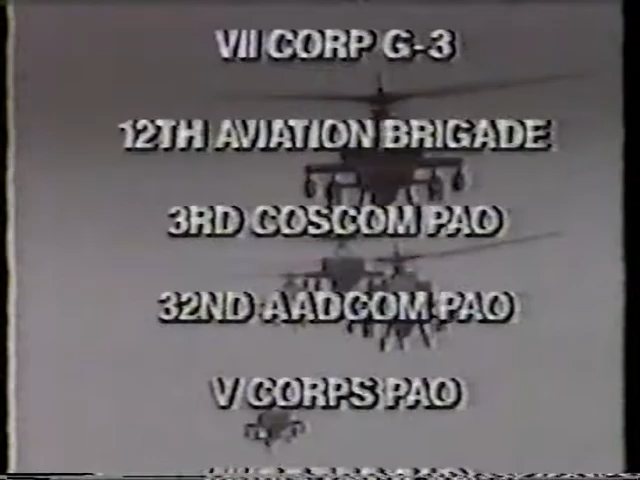 VII CORP G-3
12TH AVIATION BRIGADE
3RD COSCOM PAO
32ND AADCOM PAO
V CORPS PAO